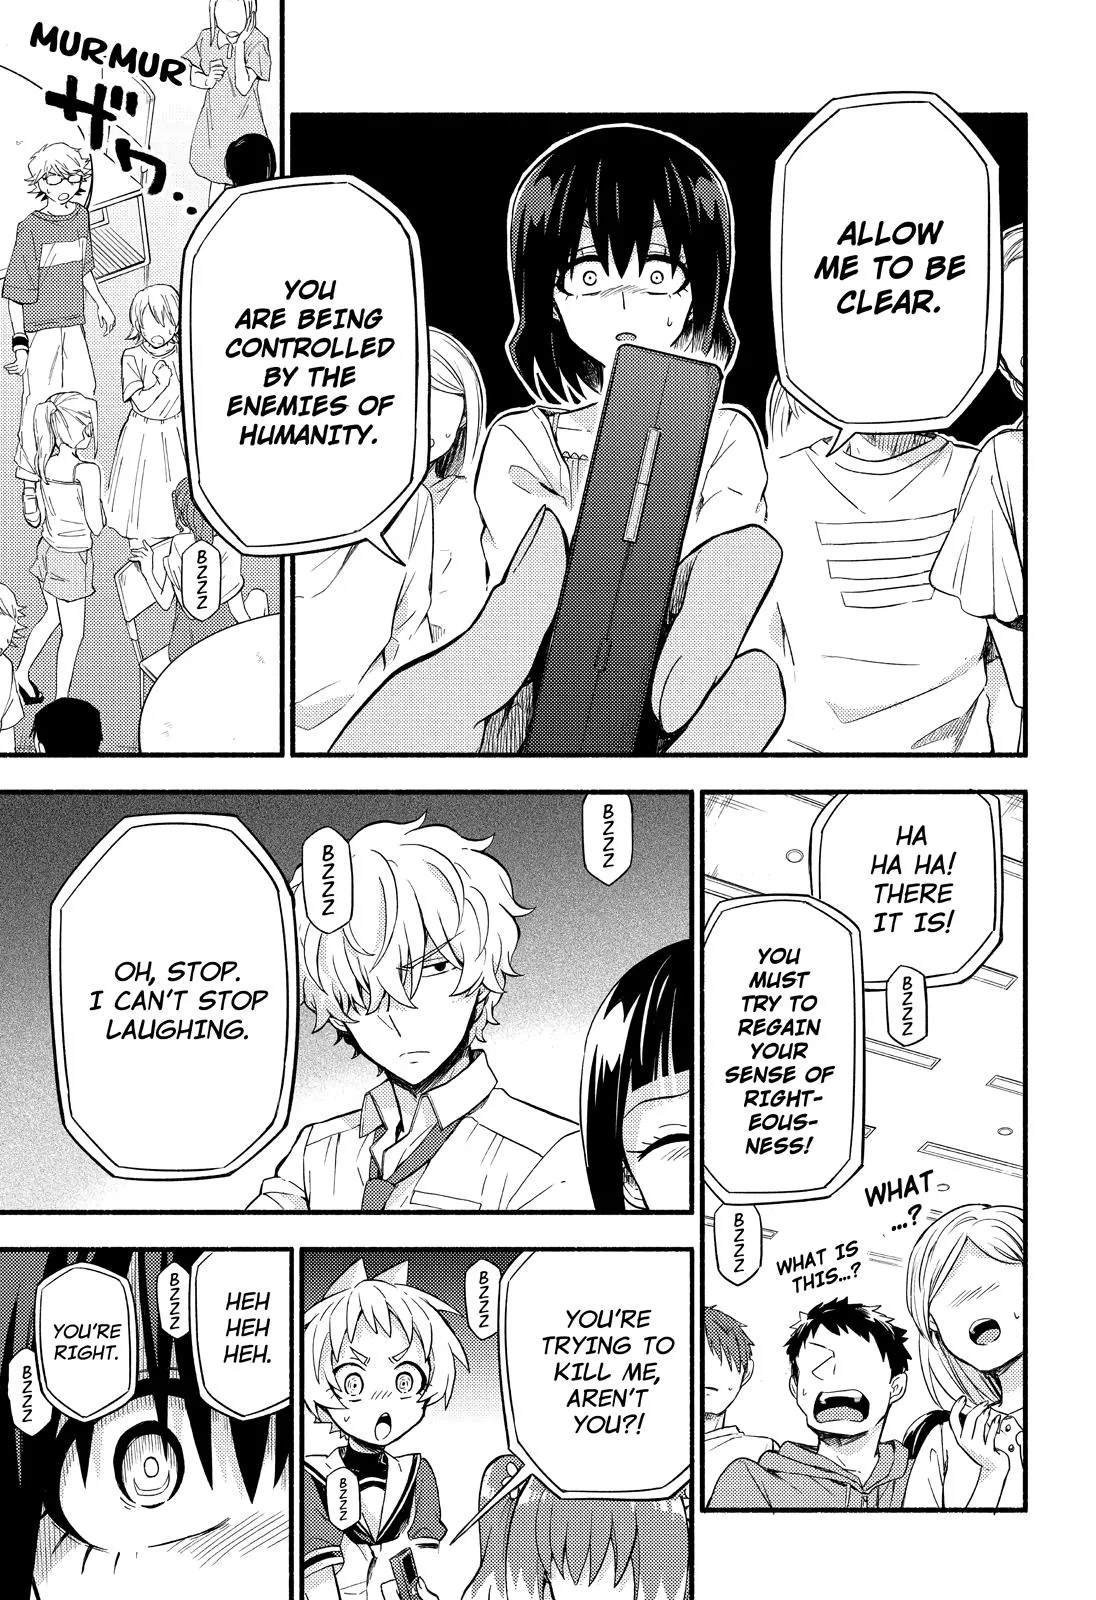 ALLOW
ME TO BE
CLEAR.
YOU
ARE BEING
CONTROLLED
BY THE
ENEMIES OF
HUMANITY.
MURMUR
ザワ...
BZZZ
HA
HA HA!
THERE
IT IS!
BZZZ
YOU
MUST
TRY TO
REGAIN
YOUR
SENSE OF
RIGHT-
EOUS-
NESS!
BZZZ
WHAT
...?
WHAT IS
THIS...?
BZZZ
BZZZ
OH, STOP.
I CAN'T STOP
LAUGHING.
BZZZ
YOU'RE
TRYING TO
KILL ME,
AREN'T
YOU?!
BZZZ
HEH
HEH
HEH.
BZZZ
YOU'RE
RIGHT.
BZZZ